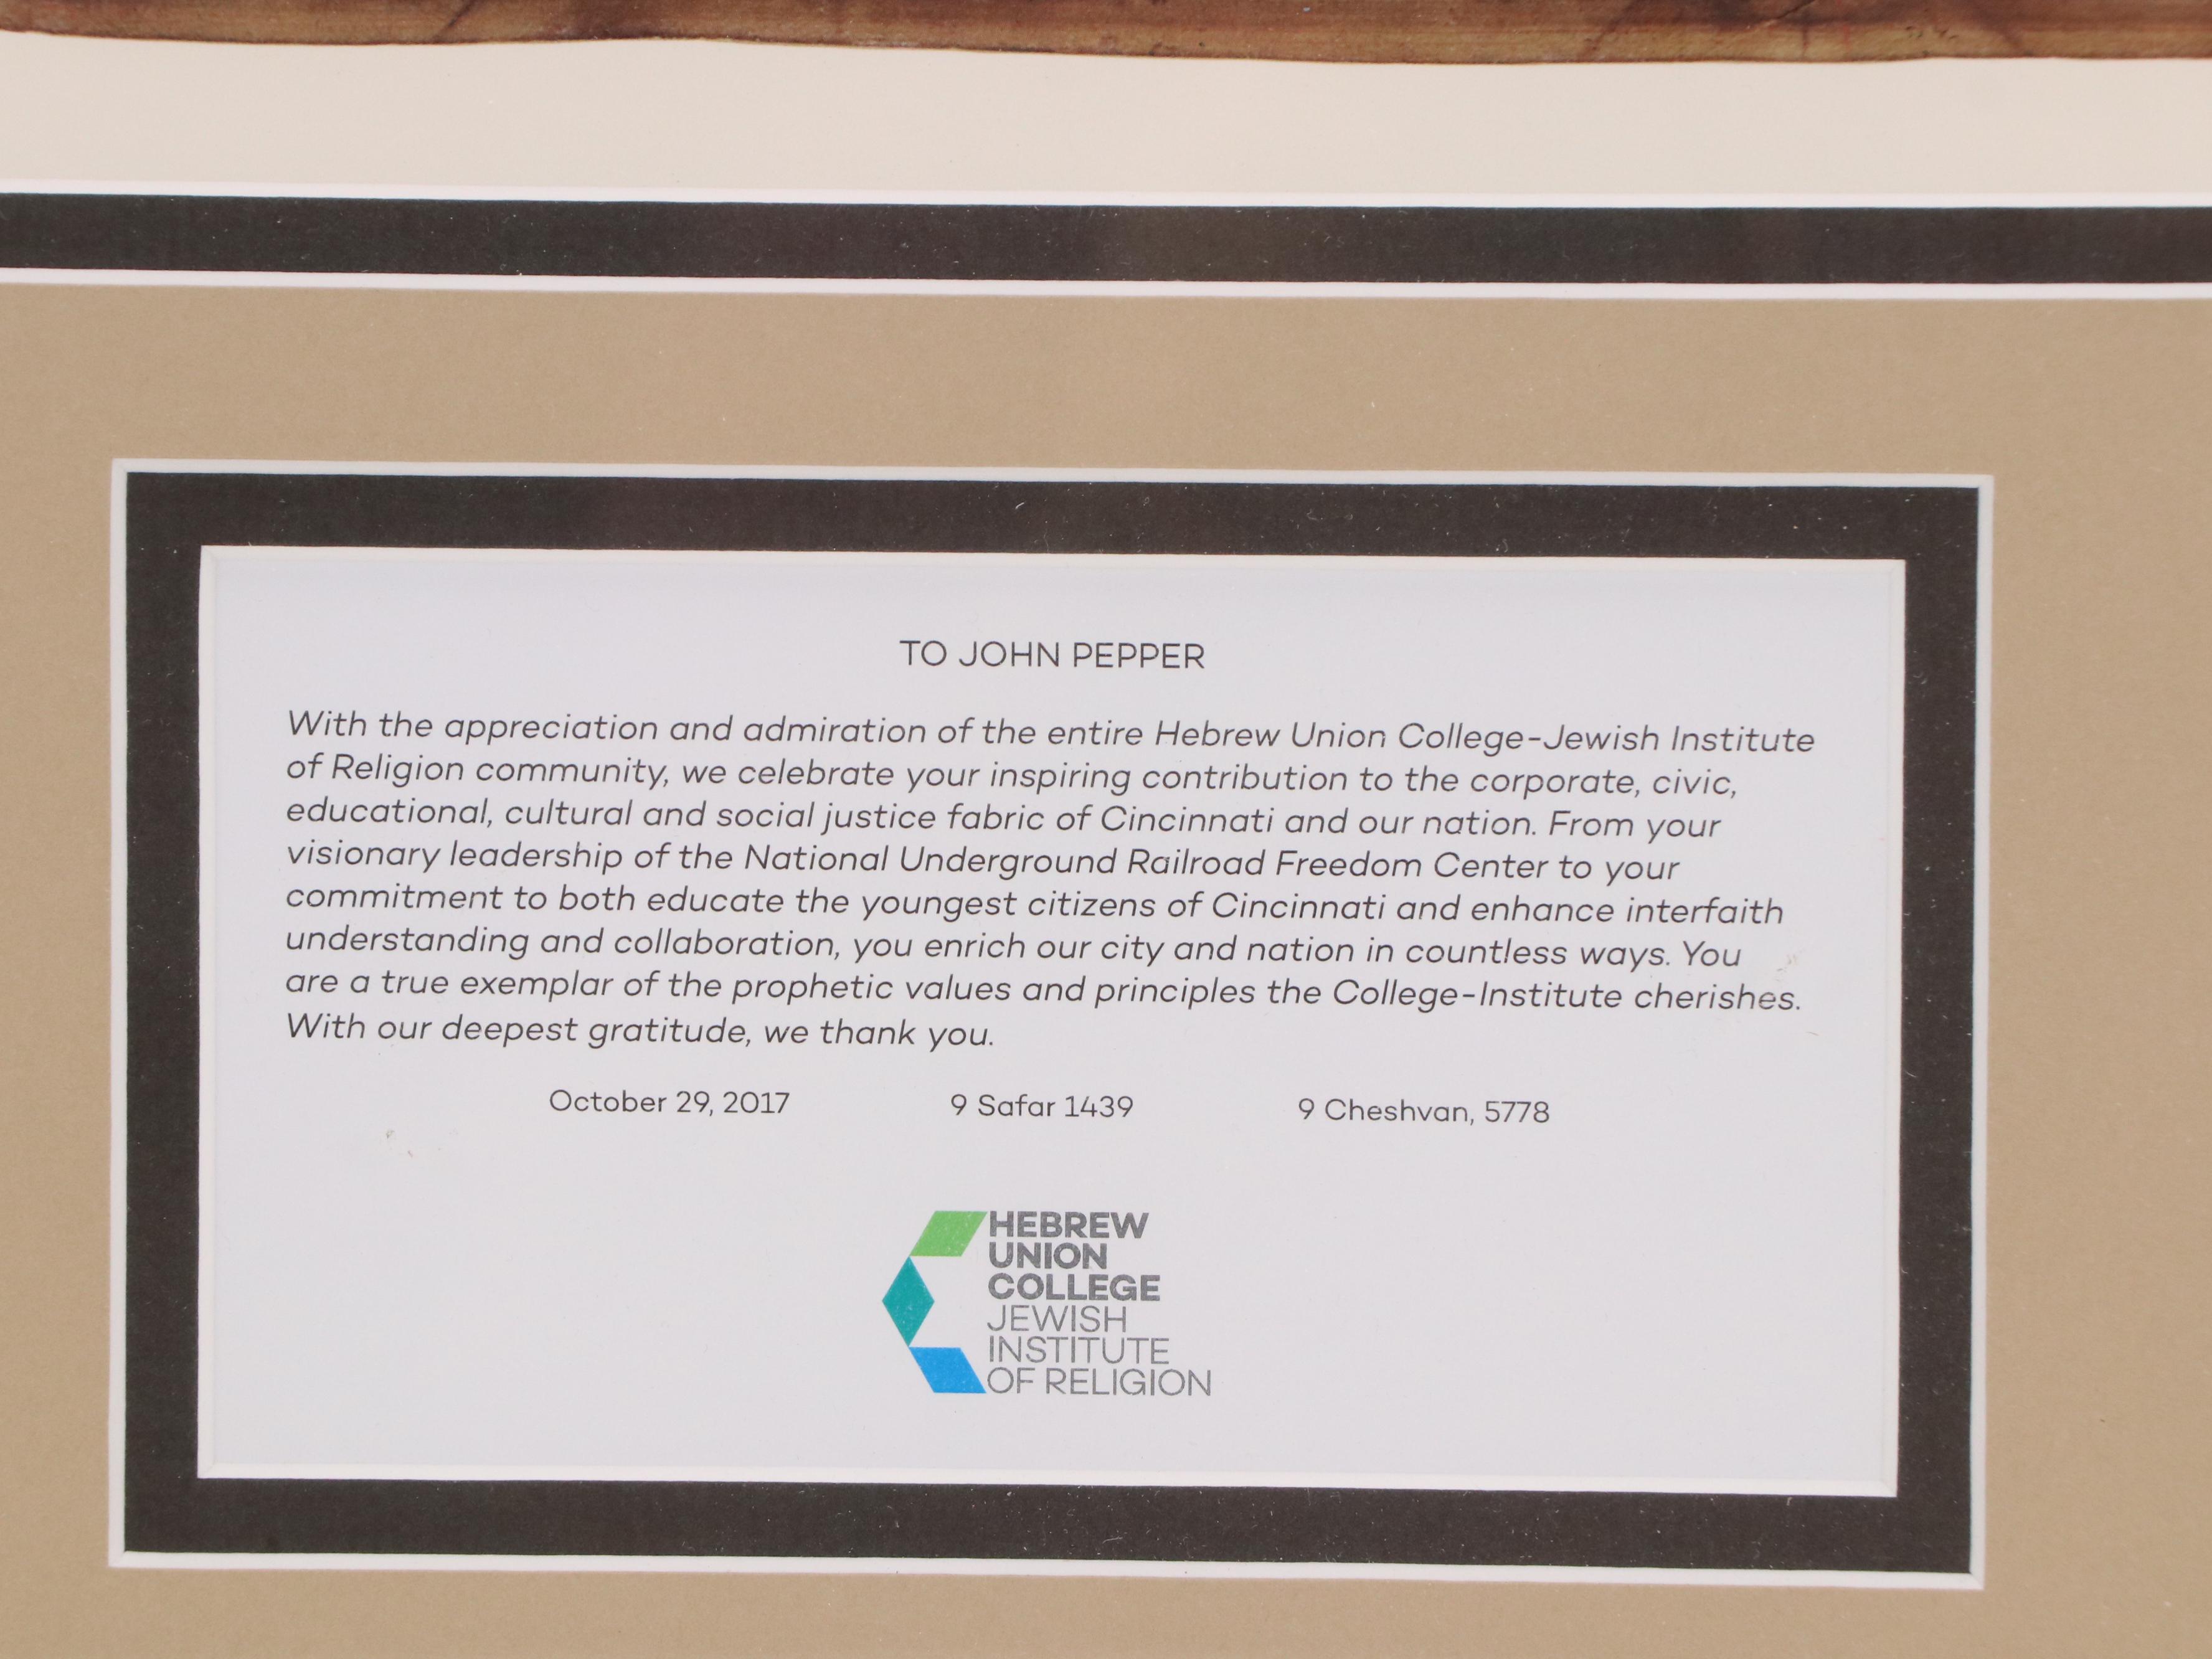 TO JOHN PEPPER
With the appreciation and admiration of the entire Hebrew Union College-Jewish Institute
of Religion community, we celebrate your inspiring contribution to the corporate, civic,
educational, cultural and social justice fabric of Cincinnati and our nation. From your
visionary leadership of the National Underground Railroad Freedom Center to your
commitment to both educate the youngest citizens of Cincinnati and enhance interfaith
understanding and collaboration, you enrich our city and nation in countless ways. You
are a true exemplar of the prophetic values and principles the College-Institute cherishes.
With our deepest gratitude, we thank you.
October 29, 2017 9 Safar 1439 9 Cheshvan, 5778
HEBREW
UNION
COLLEGE
JEWISH
INSTITUTE
OF RELIGION